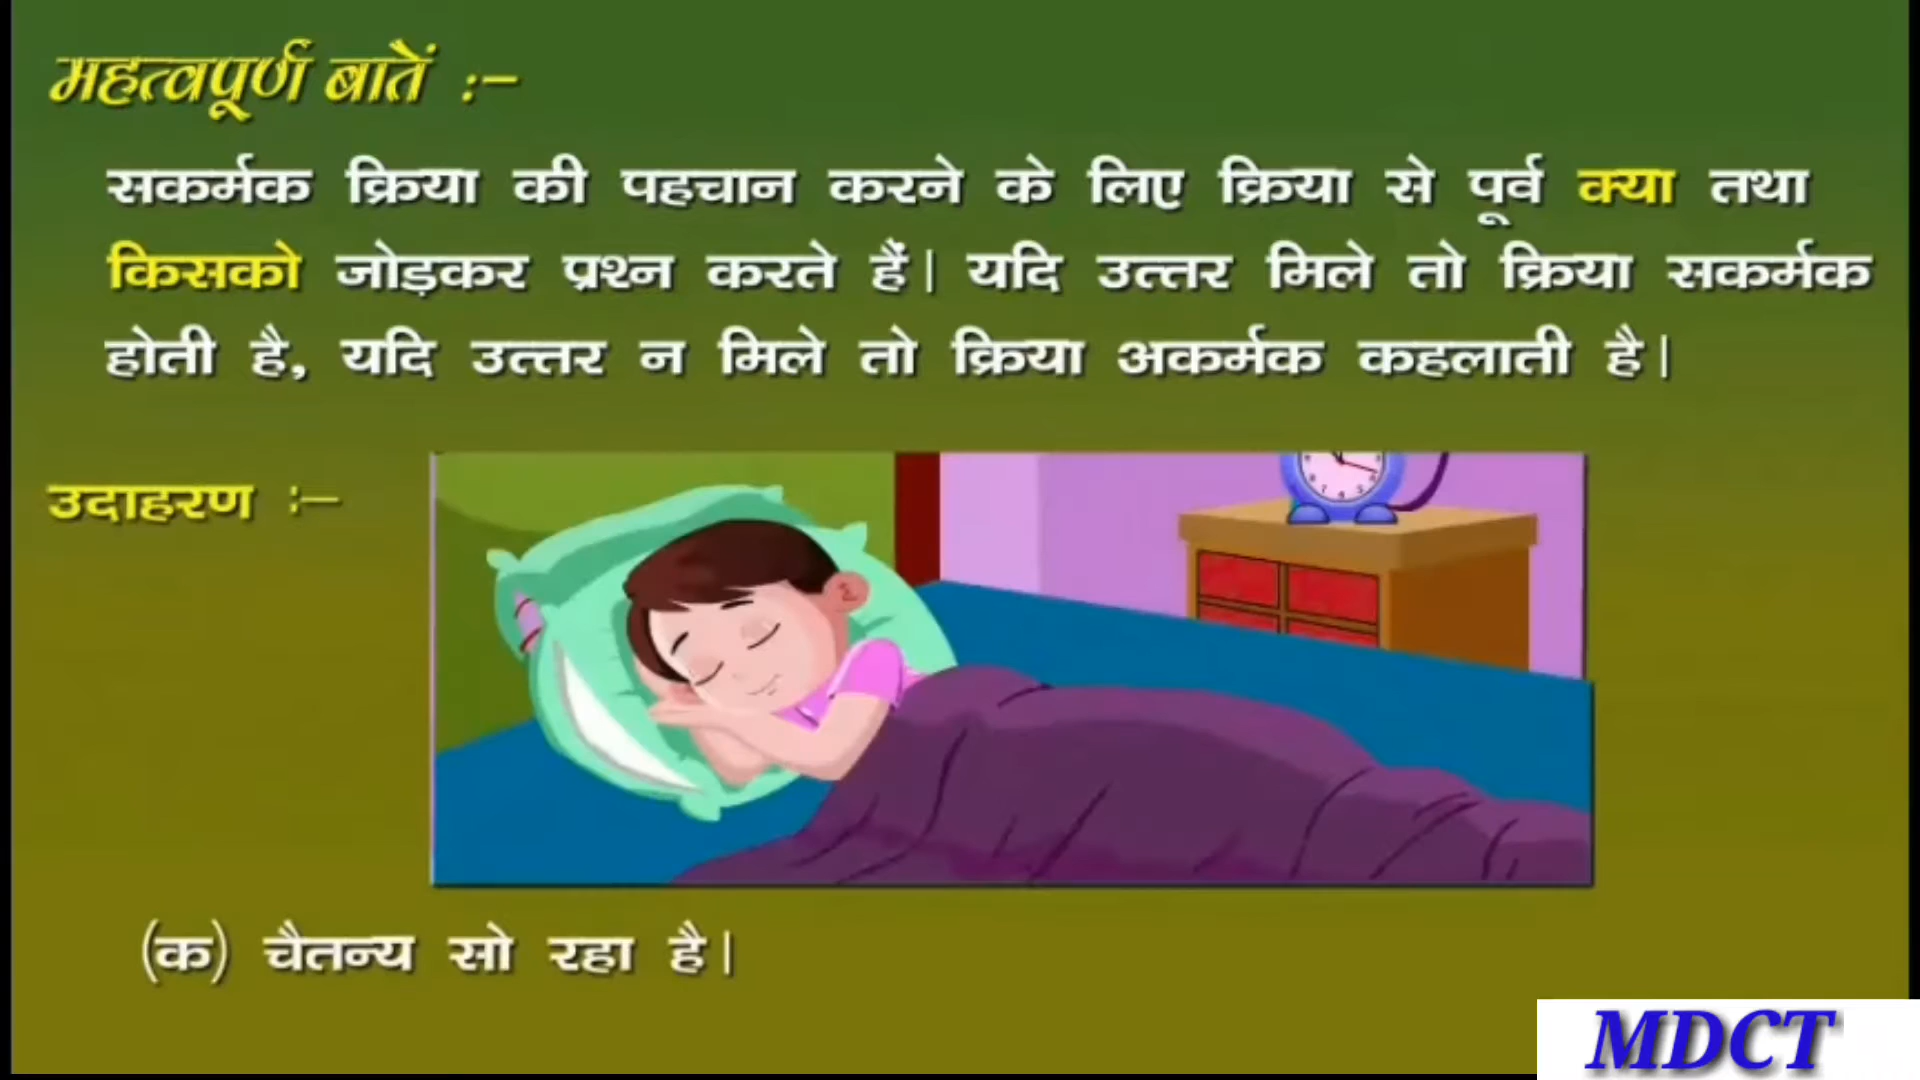 महत्वपूर्ण बातें :–
सकर्मक क्रिया की पहचान करने के लिए क्रिया से पूर्व क्या तथा
किसको जोड़कर प्रश्न करते हैं| यदि उत्तर मिले तो क्रिया सकर्मक
होती है, यदि उत्तर न मिले तो क्रिया अकर्मक कहलाती है|
उदाहरण :–
(क) चैतन्य सो रहा है|
MDCT